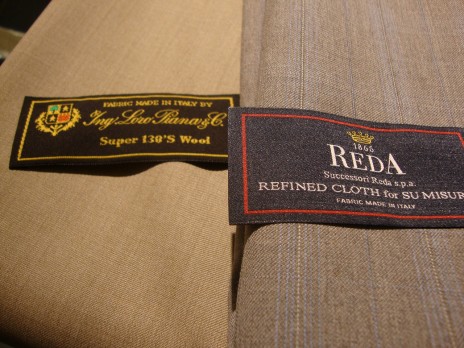 FABRIC MADE IN ITALY BY
Ing. Loro Piana & C.
Super 130'S Wool
1865
REDA
Successori Reda s.p.a.
REFINED CLOTH for SU MISUR
FABRIC MADE IN ITALY